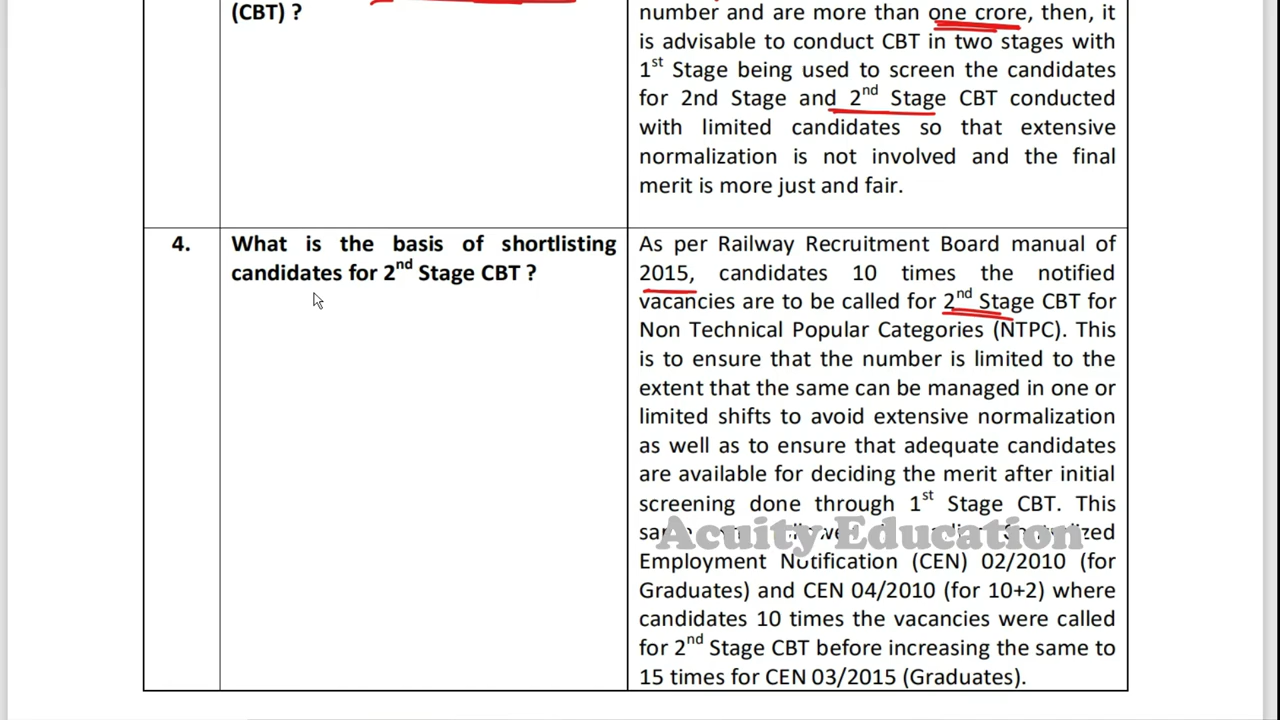 (CBT) ?
number and are more than one crore, then, it
is advisable to conduct CBT in two stages with
1st Stage being used to screen the candidates
for 2nd Stage and 2nd Stage CBT conducted
with limited candidates so that extensive
normalization is not involved and the final
merit is more just and fair.
4.
What is the basis of shortlisting
candidates for 2nd Stage CBT ?
As per Railway Recruitment Board manual of
2015, candidates 10 times the notified
vacancies are to be called for 2nd Stage CBT for
Non Technical Popular Categories (NTPC). This
is to ensure that the number is limited to the
extent that the same can be managed in one or
limited shifts to avoid extensive normalization
as well as to ensure that adequate candidates
are available for deciding the merit after initial
screening done through 1st Stage CBT. This
Acuity Education
Employment Notification (CEN) 02/2010 (for
Graduates) and CEN 04/2010 (for 10+2) where
candidates 10 times the vacancies were called
for 2nd Stage CBT before increasing the same to
15 times for CEN 03/2015 (Graduates).